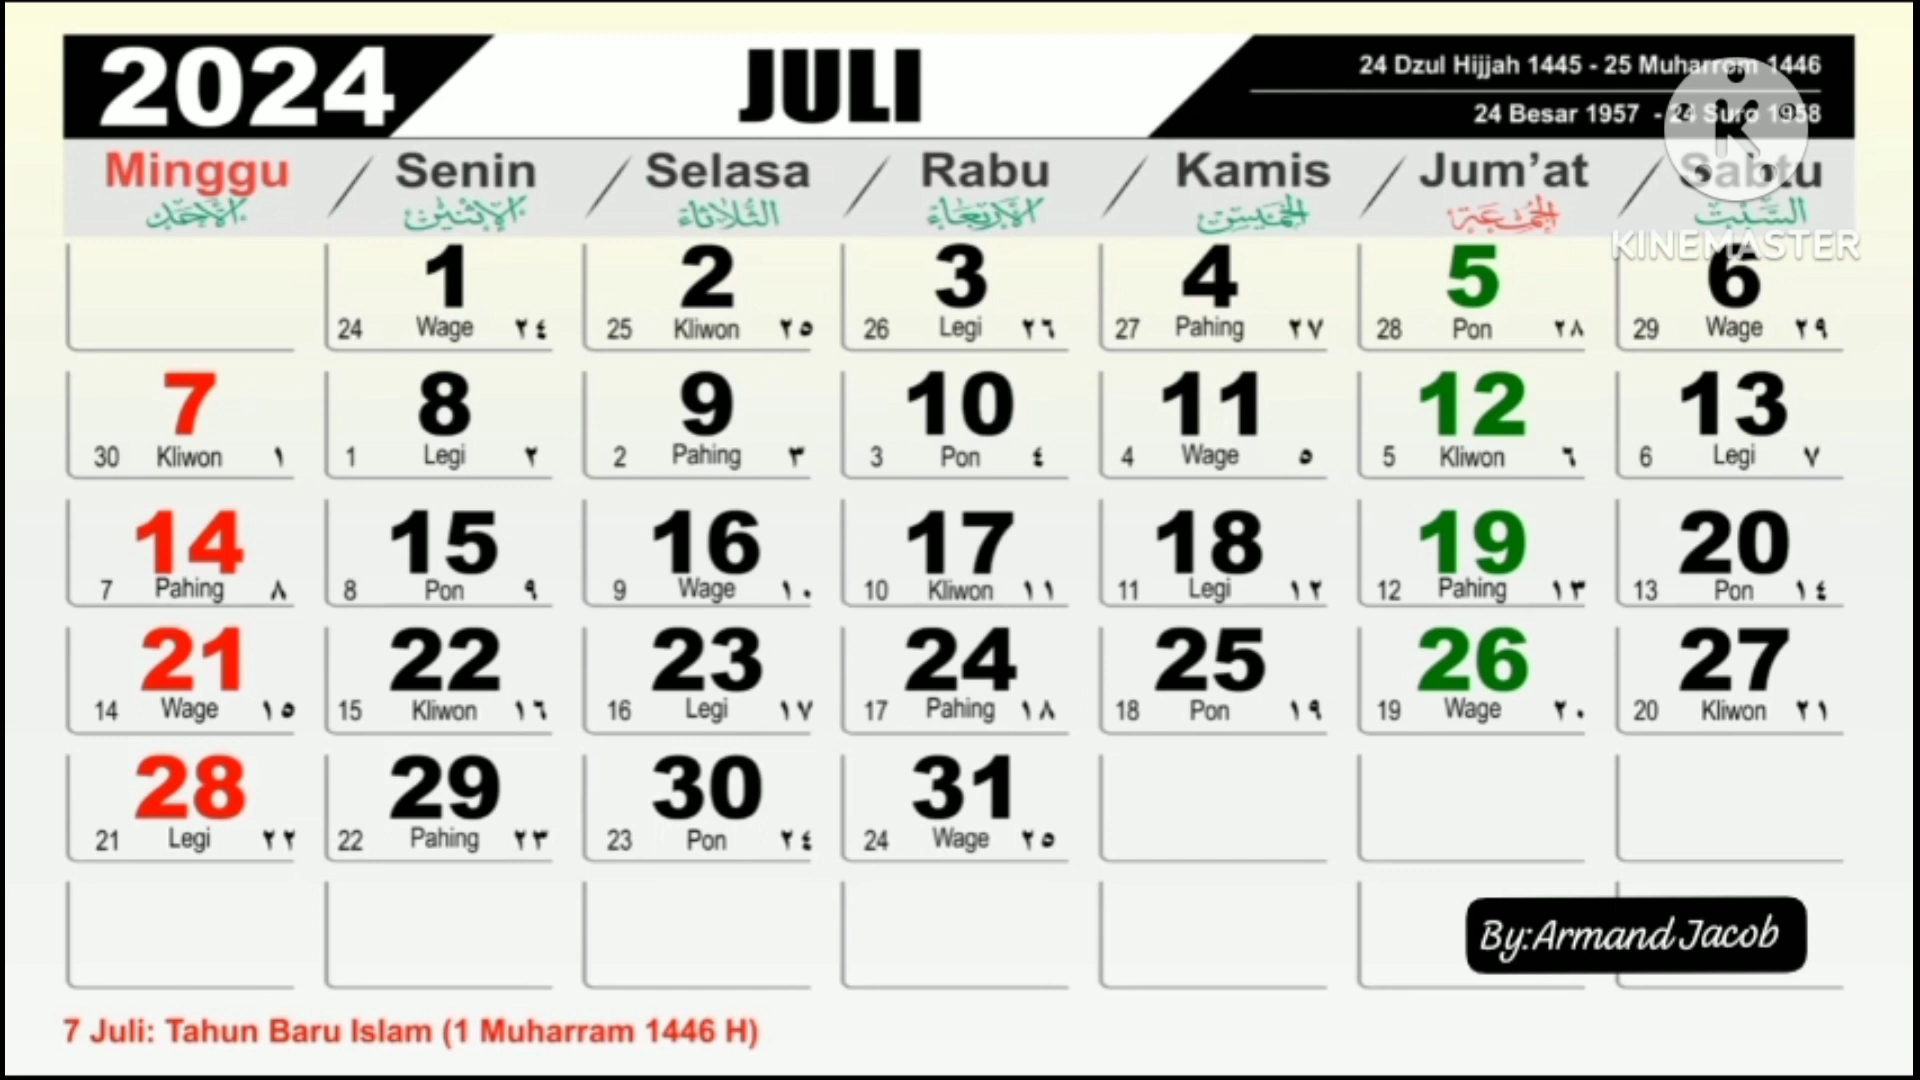 2024
JULI
24 Dzul Hijjah 1445 - 25 Muharrom 1446
24 Besar 1957 - 24 Suro 1958
Minggu Senin Selasa Rabu Kamis Jum’at Sabtu
الأحد الإثنين الثلاثاء الأربعاء الخميس الجمعة السبت
KINEMASTER
1 2 3 4 5 6
24 Wage ٢٤ 25 Kliwon ٢٥ 26 Legi ٢٦ 27 Pahing ٢٧ 28 Pon ٢٨ 29 Wage ٢٩
7 8 9 10 11 12 13
30 Kliwon ١ 1 Legi ٢ 2 Pahing ٣ 3 Pon ٤ 4 Wage ٥ 5 Kliwon ٦ 6 Legi ٧
14 15 16 17 18 19 20
7 Pahing ٨ 8 Pon ٩ 9 Wage ١٠ 10 Kliwon ١١ 11 Legi ١٢ 12 Pahing ١٣ 13 Pon ١٤
21 22 23 24 25 26 27
14 Wage ١٥ 15 Kliwon ١٦ 16 Legi ١٧ 17 Pahing ١٨ 18 Pon ١٩ 19 Wage ٢٠ 20 Kliwon ٢١
28 29 30 31
21 Legi ٢٢ 22 Pahing ٢٣ 23 Pon ٢٤ 24 Wage ٢٥
By:Armand Jacob
7 Juli: Tahun Baru Islam (1 Muharram 1446 H)